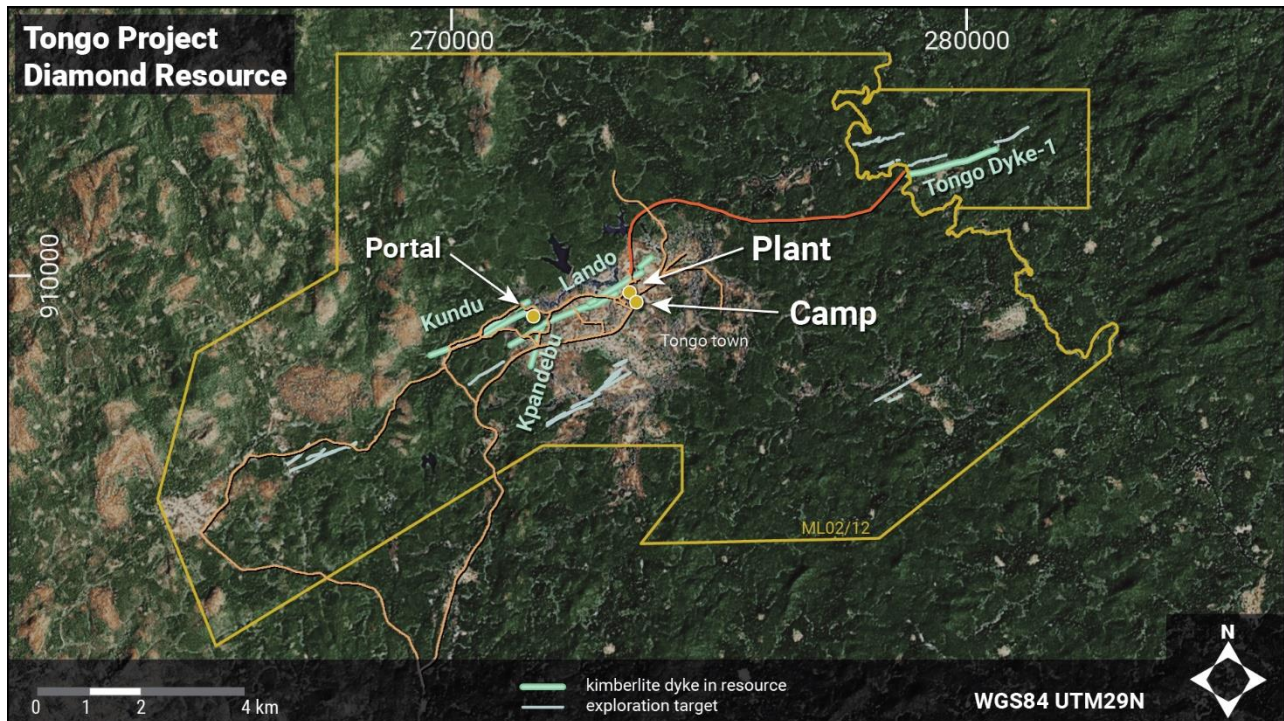 Tongo Project
Diamond Resource
270000
280000
910000
Tongo Dyke-1
Portal
Plant
Lando
Kundu
Camp
Tongo town
Kpandebu
ML02/12
N
kimberlite dyke in resource
exploration target
WGS84 UTM29N
0 1 2 4 km